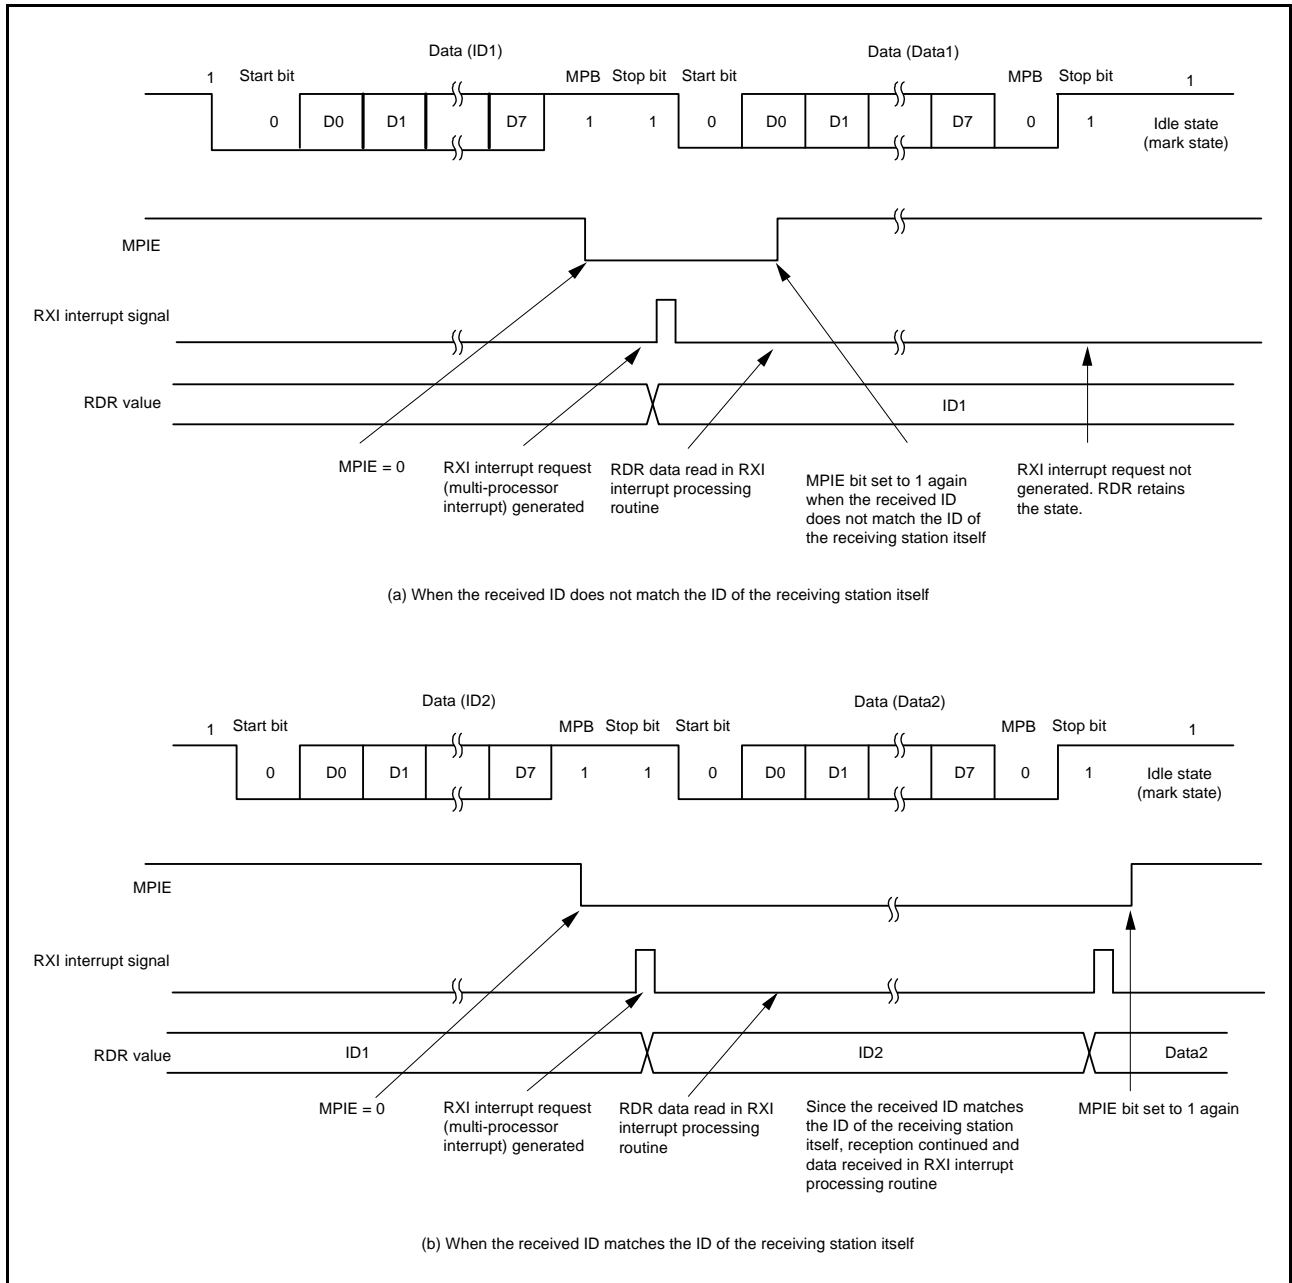 Data (ID1)
Data (Data1)
1 Start bit MPB Stop bit Start bit MPB Stop bit 1
0 D0 D1 D7 1 1 0 D0 D1 D7 0 1 Idle state
(mark state)
MPIE
RXI interrupt signal
RDR value
ID1
MPIE = 0
RXI interrupt request
(multi-processor
interrupt) generated
RDR data read in RXI
interrupt processing
routine
MPIE bit set to 1 again
when the received ID
does not match the ID of
the receiving station itself
RXI interrupt request not
generated. RDR retains
the state.
(a) When the received ID does not match the ID of the receiving station itself
Data (ID2)
Data (Data2)
1 Start bit MPB Stop bit Start bit MPB Stop bit 1
0 D0 D1 D7 1 1 0 D0 D1 D7 0 1 Idle state
(mark state)
MPIE
RXI interrupt signal
RDR value
ID1
ID2
Data2
MPIE = 0
RXI interrupt request
(multi-processor
interrupt) generated
RDR data read in RXI
interrupt processing
routine
Since the received ID matches
the ID of the receiving station
itself, reception continued and
data received in RXI interrupt
processing routine
MPIE bit set to 1 again
(b) When the received ID matches the ID of the receiving station itself